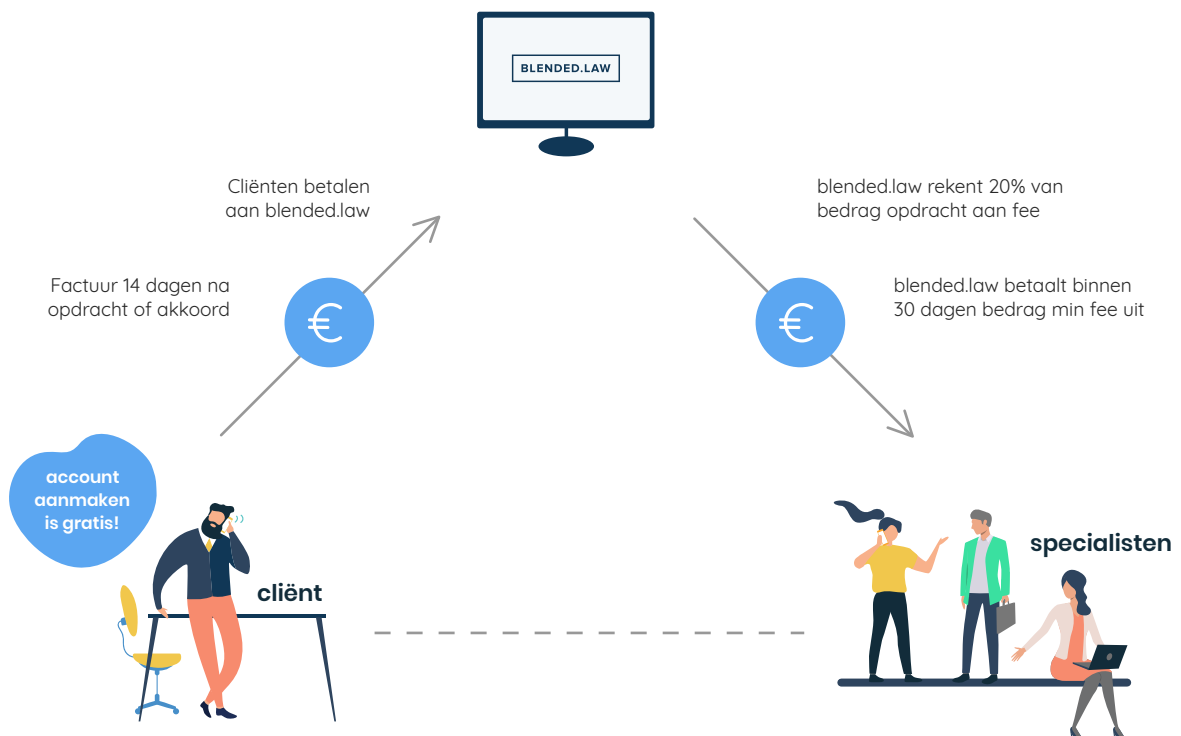 BLENDED.LAW
Cliënten betalen
aan blended.law
Factuur 14 dagen na
opdracht of akkoord
€
blended.law rekent 20% van
bedrag opdracht aan fee
blended.law betaalt binnen
30 dagen bedrag min fee uit
€
account
aanmaken
is gratis!
cliënt
specialisten